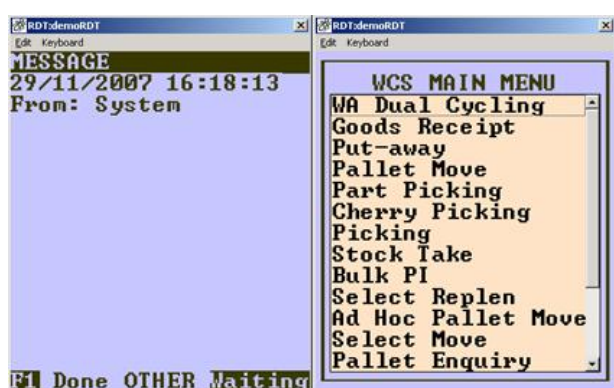 RDT:demoRDT
Edit Keyboard
MESSAGE
29/11/2007 16:18:13
From: System
F1 Done OTHER Waiting
RDT:demoRDT
Edit Keyboard
WCS MAIN MENU
WA Dual Cycling
Goods Receipt
Put-away
Pallet Move
Part Picking
Cherry Picking
Picking
Stock Take
Bulk PI
Select Replen
Ad Hoc Pallet Move
Select Move
Pallet Enquiry